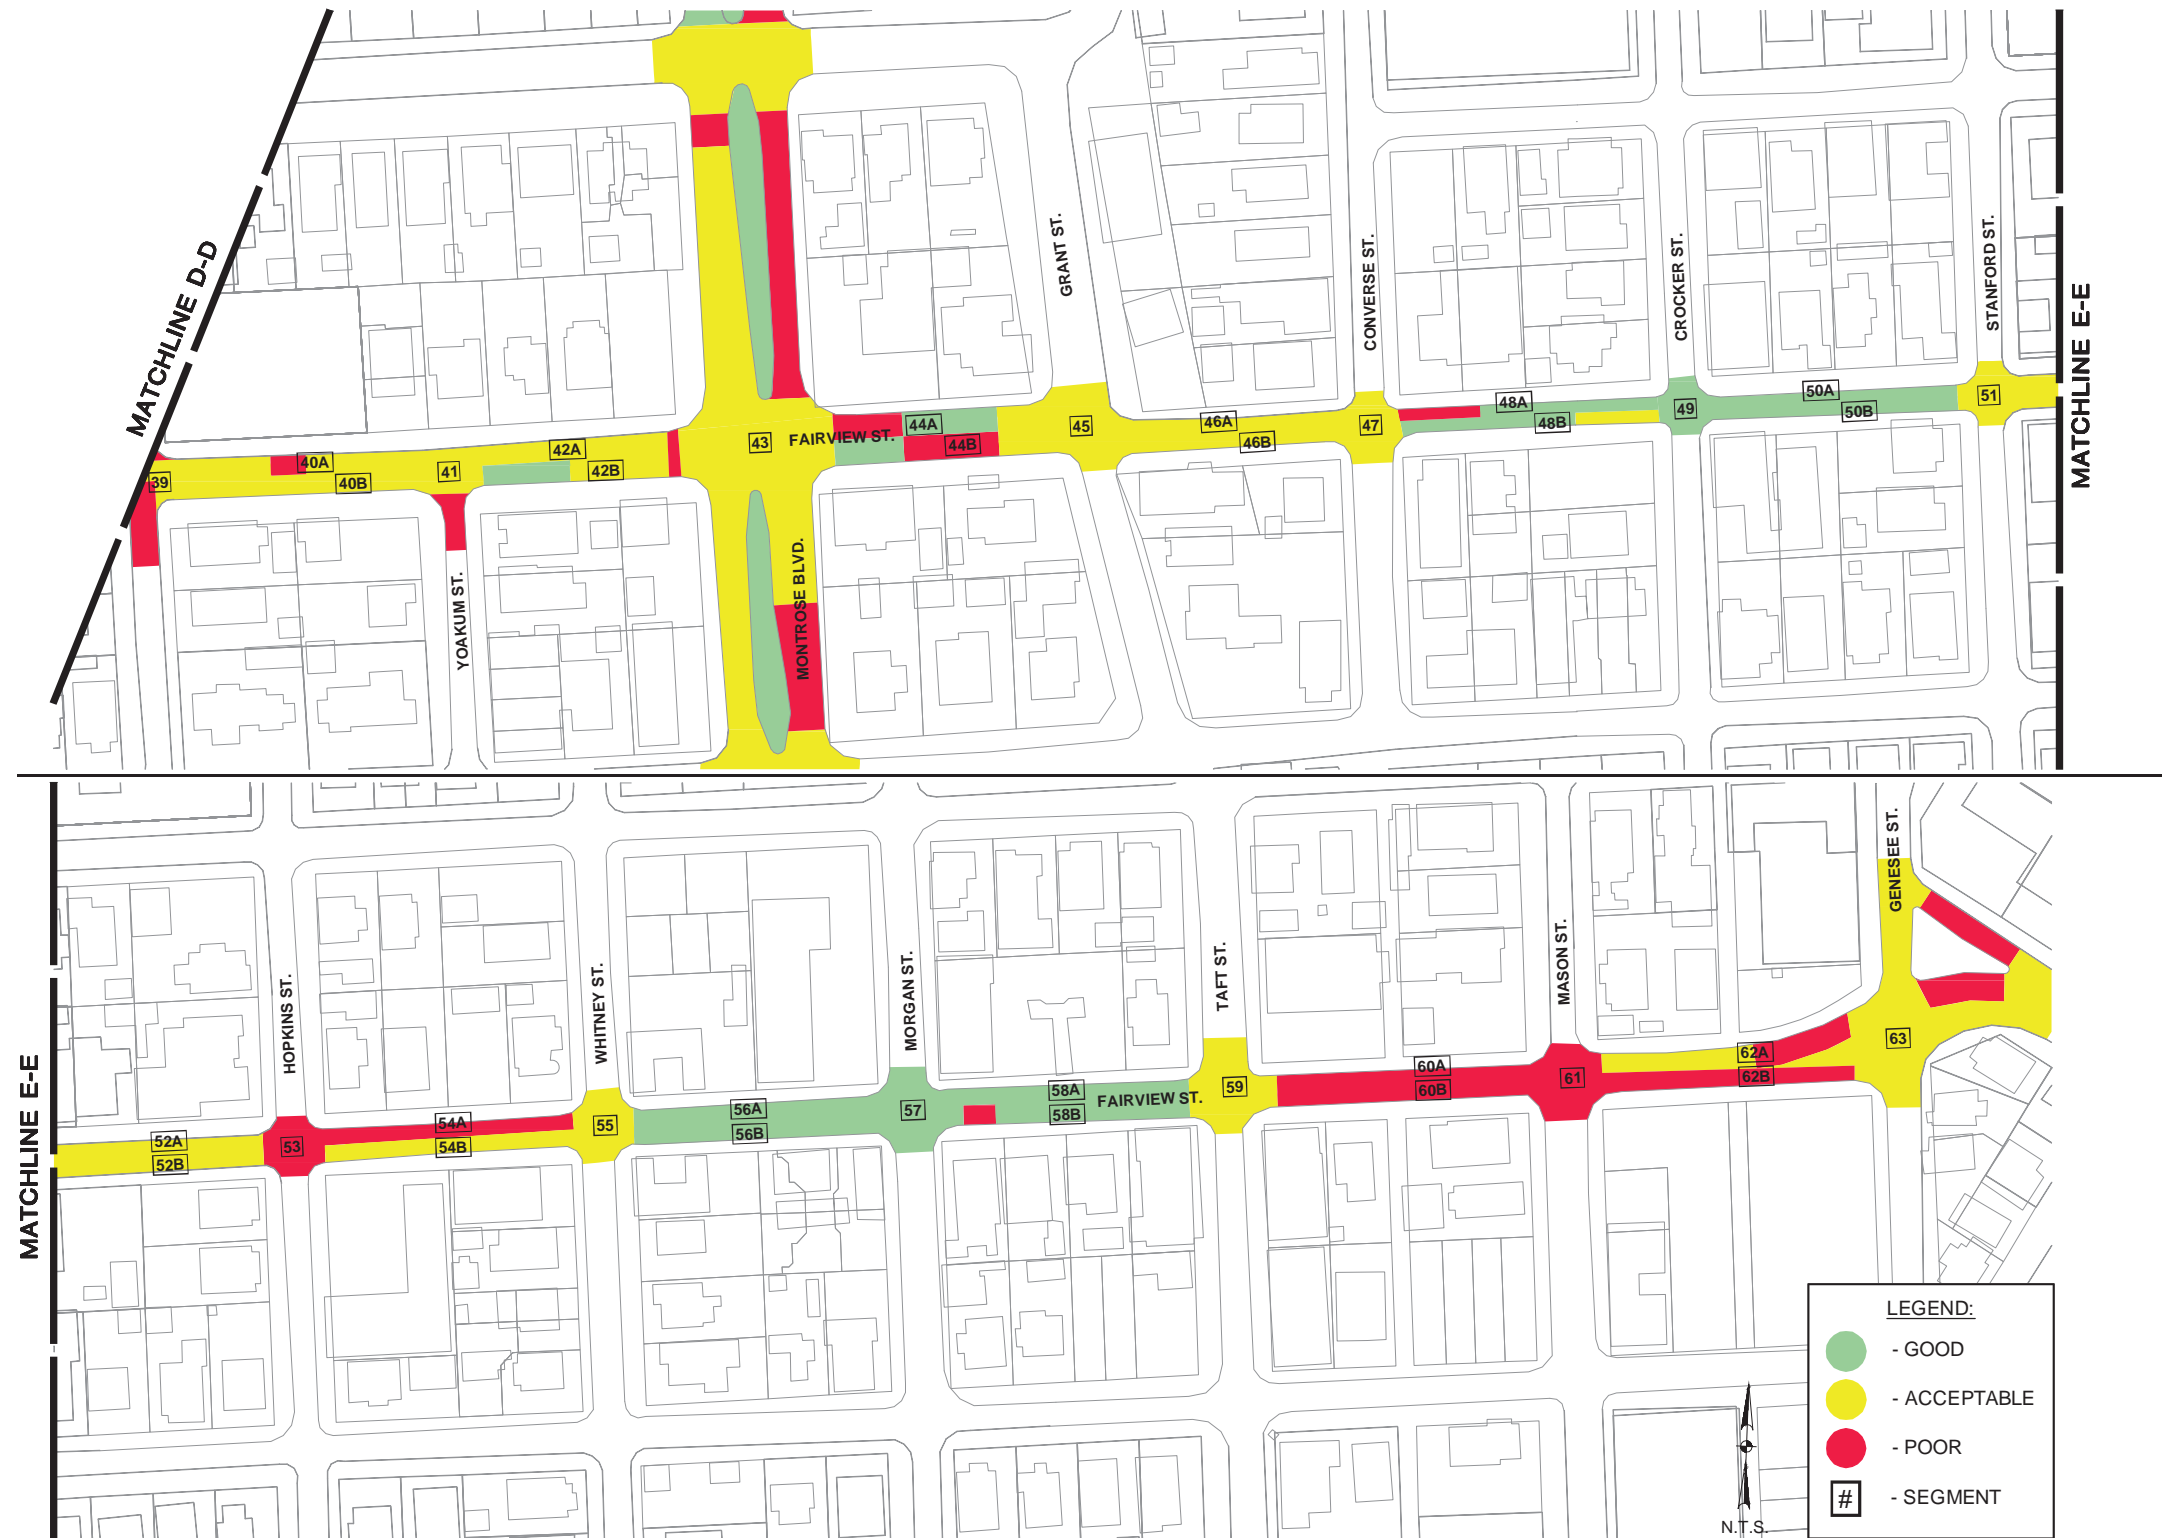 MATCHLINE D-D
GRANT ST.
CONVERSE ST.
CROCKER ST.
STANFORD ST.
MATCHLINE E-E
39
40A
40B
41
42A
42B
43
FAIRVIEW ST.
44A
44B
45
46A
46B
47
48A
48B
49
50A
50B
51
YOAKUM ST.
MONTROSE BLVD.
MATCHLINE E-E
HOPKINS ST.
WHITNEY ST.
MORGAN ST.
TAFT ST.
MASON ST.
GENESEE ST.
52A
52B
53
54A
54B
55
56A
56B
57
58A
58B
FAIRVIEW ST.
59
60A
60B
61
62A
62B
63
LEGEND:
- GOOD
- ACCEPTABLE
- POOR
# - SEGMENT
N.T.S.